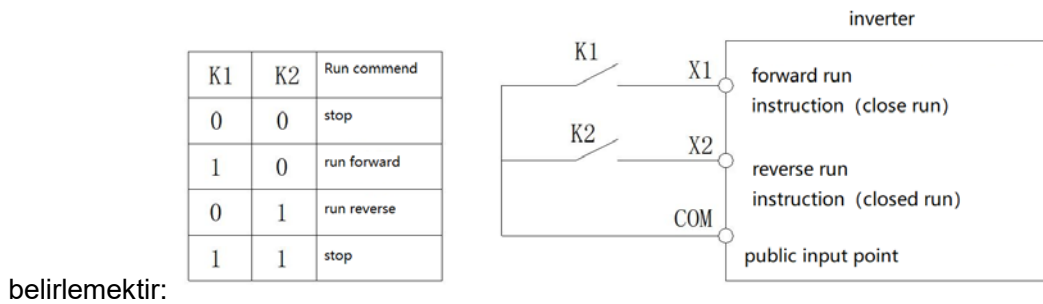 K1 K2 Run commend
0 0 stop
1 0 run forward
0 1 run reverse
1 1 stop
inverter
K1 X1 forward run
instruction (close run)
K2 X2 reverse run
instruction (closed run)
COM
public input point
belirlemektir: